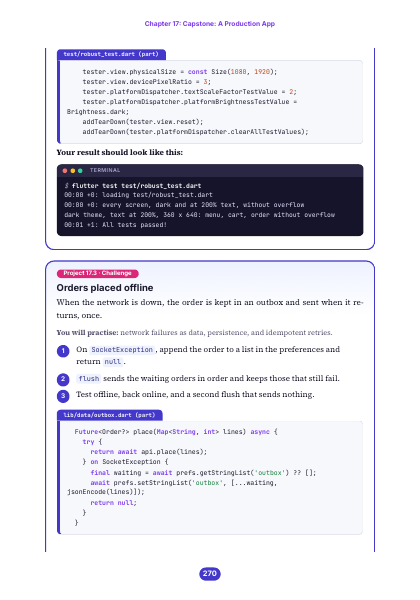 Chapter 17: Capstone: A Production App
test/robust_test.dart (part)
tester.view.physicalSize = const Size(1080, 1920);
tester.view.devicePixelRatio = 3;
tester.platformDispatcher.textScaleFactorTestValue = 2;
tester.platformDispatcher.platformBrightnessTestValue =
Brightness.dark;
addTearDown(tester.view.reset);
addTearDown(tester.platformDispatcher.clearAllTestValues);
Your result should look like this:
TERMINAL
$ flutter test test/robust_test.dart
00:00 +0: loading test/robust_test.dart
00:00 +0: every screen, dark and at 200% text, without overflow
dark theme, text at 200%, 360 x 640: menu, cart, order without overflow
00:01 +1: All tests passed!
Project 17.3 · Challenge
Orders placed offline
When the network is down, the order is kept in an outbox and sent when it re-
turns, once.
You will practise: network failures as data, persistence, and idempotent retries.
1 On SocketException, append the order to a list in the preferences and
return null.
2 flush sends the waiting orders in order and keeps those that still fail.
3 Test offline, back online, and a second flush that sends nothing.
lib/data/outbox.dart (part)
Future<Order?> place(Map<String, int> lines) async {
try {
return await api.place(lines);
} on SocketException {
final waiting = await prefs.getStringList('outbox') ?? [];
await prefs.setStringList('outbox', [...waiting,
jsonEncode(lines)]);
return null;
}
}
270